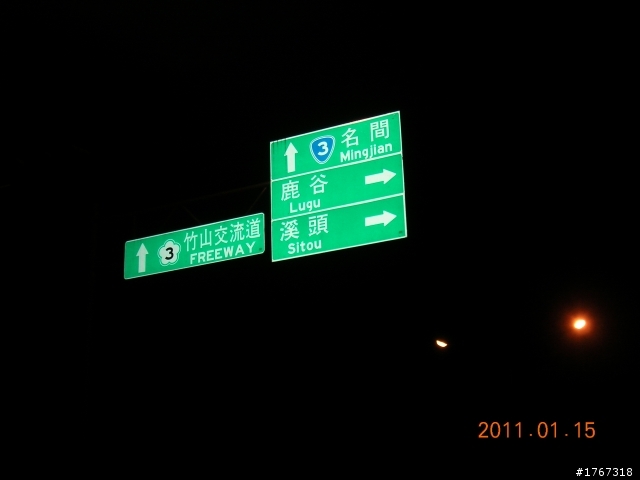 3 名間
Mingjian
鹿谷
Lugu
溪頭
Sitou
3 竹山交流道
FREEWAY
2011.01.15
#1767318